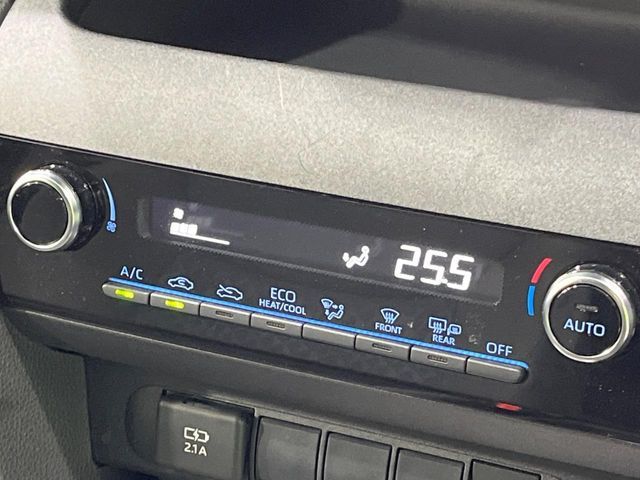 25.5
A/C
ECO
HEAT/COOL
FRONT
REAR
OFF
AUTO
2.1A